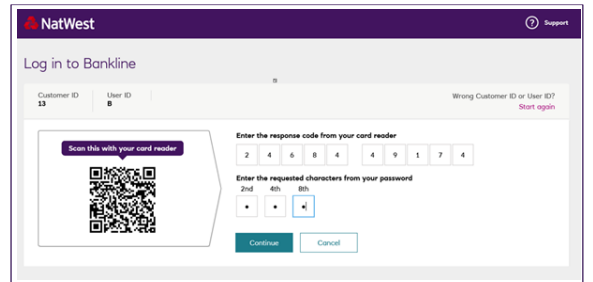 NatWest
Support
Log in to Bankline
Customer ID
13
User ID
B
Wrong Customer ID or User ID?
Start again
Scan this with your card reader
Enter the response code from your card reader
2 4 6 8 4 4 9 1 7 4
Enter the requested characters from your password
2nd 4th 8th
Continue Cancel